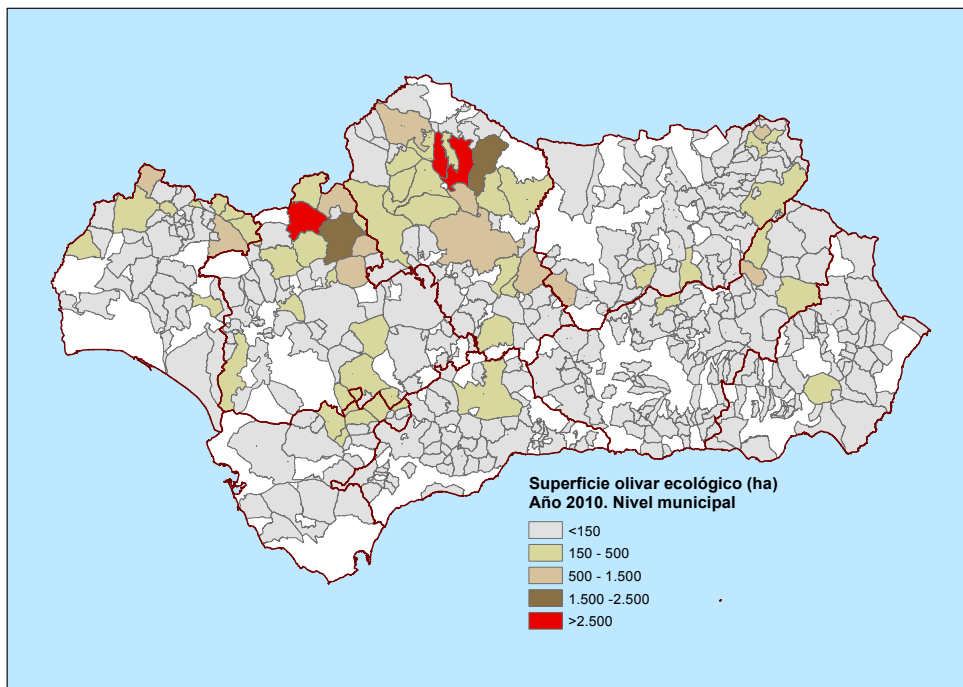 Superficie olivar ecológico (ha)
Año 2010. Nivel municipal
<150
150 - 500
500 - 1.500
1.500 -2.500
>2.500